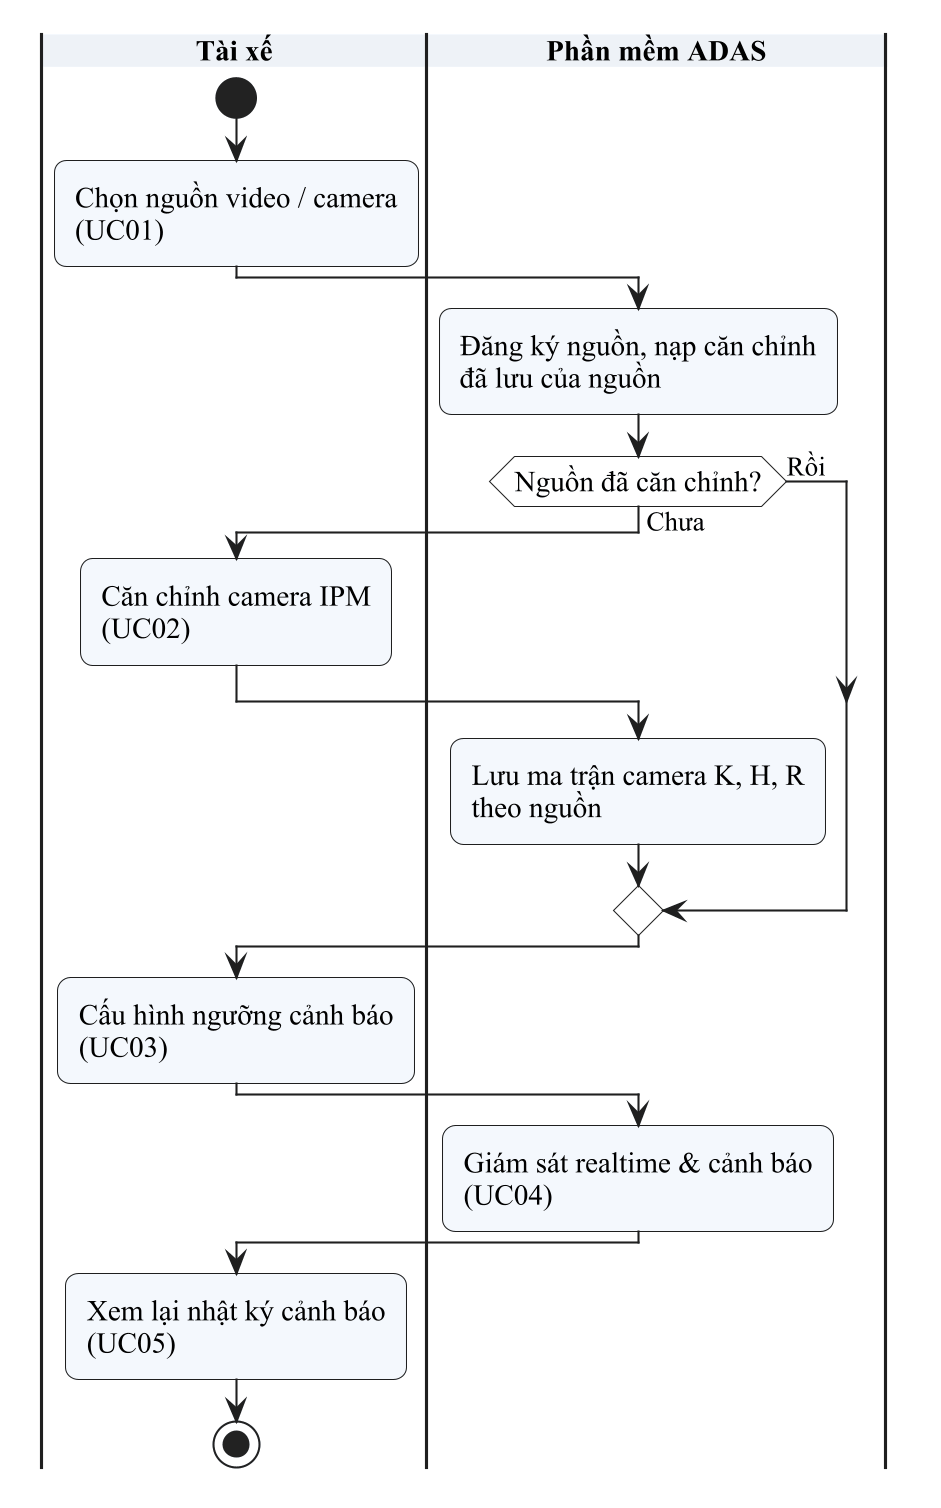 Tài xế
Phần mềm ADAS
Chọn nguồn video / camera
(UC01)
Đăng ký nguồn, nạp căn chỉnh
đã lưu của nguồn
Nguồn đã căn chỉnh?
Rồi
Chưa
Căn chỉnh camera IPM
(UC02)
Lưu ma trận camera K, H, R
theo nguồn
Cấu hình ngưỡng cảnh báo
(UC03)
Giám sát realtime & cảnh báo
(UC04)
Xem lại nhật ký cảnh báo
(UC05)